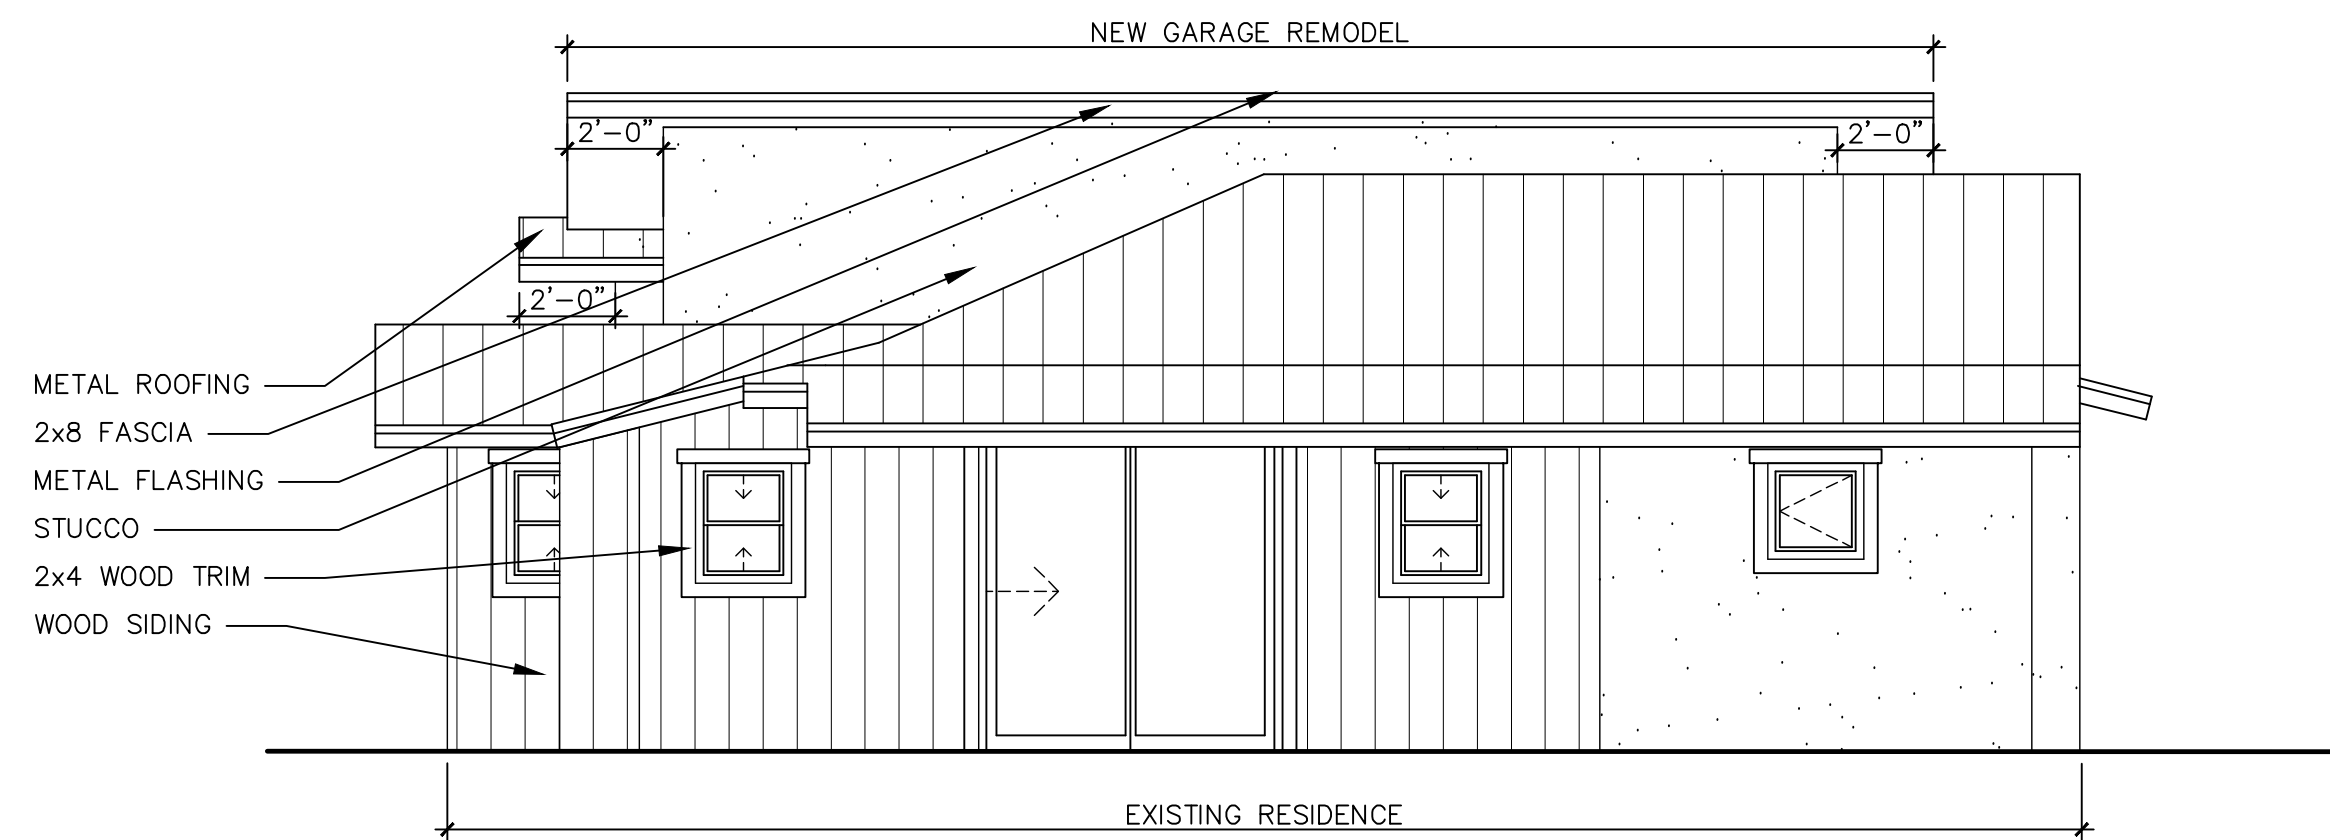 NEW GARAGE REMODEL
2'-0"
2'-0"
2'-0"
METAL ROOFING
2x8 FASCIA
METAL FLASHING
STUCCO
2x4 WOOD TRIM
WOOD SIDING
EXISTING RESIDENCE